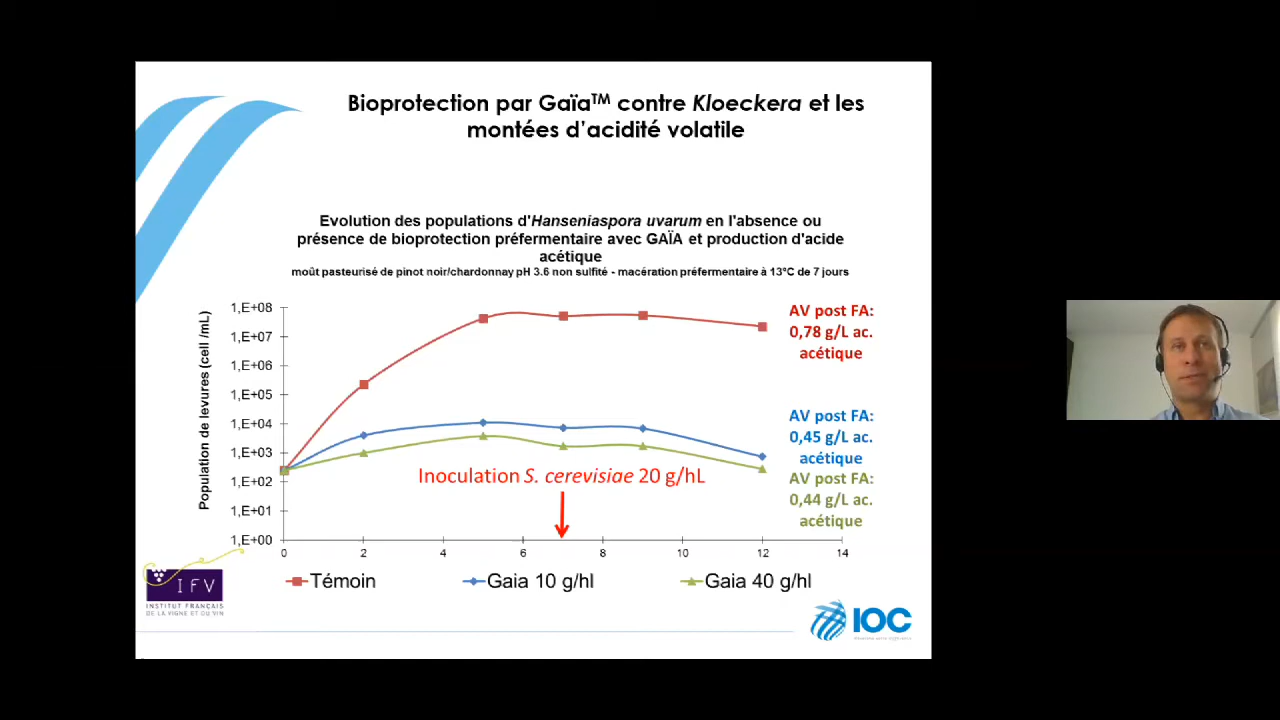 Bioprotection par Gaïa™ contre Kloeckera et les
montées d'acidité volatile
Evolution des populations d'Hanseniaspora uvarum en l'absence ou
présence de bioprotection préfermentaire avec GAÏA et production d'acide
acétique
moût pasteurisé de pinot noir/chardonnay pH 3.6 non sulfité - macération préfermentaire à 13°C de 7 jours
Population de levures (cell /mL)
1,E+08
1,E+07
1,E+06
1,E+05
1,E+04
1,E+03
1,E+02
1,E+01
1,E+00
0 2 4 6 8 10 12 14
AV post FA:
0,78 g/L ac.
acétique
AV post FA:
0,45 g/L ac.
acétique
AV post FA:
0,44 g/L ac.
acétique
Inoculation S. cerevisiae 20 g/hL
Témoin Gaia 10 g/hl Gaia 40 g/hl
IFV
INSTITUT FRANÇAIS
DE LA VIGNE ET DU VIN
IOC